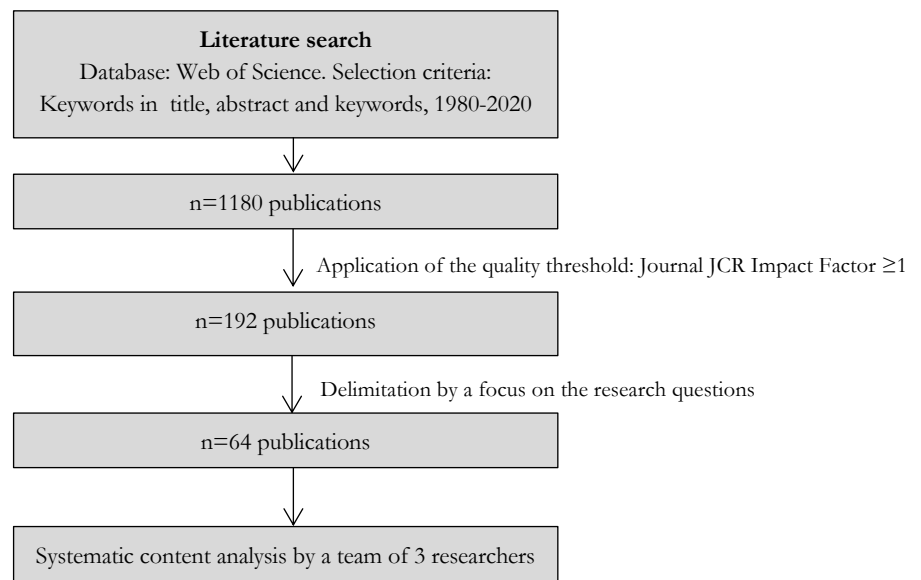 Literature search
Database: Web of Science. Selection criteria:
Keywords in title, abstract and keywords, 1980-2020
n=1180 publications
Application of the quality threshold: Journal JCR Impact Factor ≥1
n=192 publications
Delimitation by a focus on the research questions
n=64 publications
Systematic content analysis by a team of 3 researchers